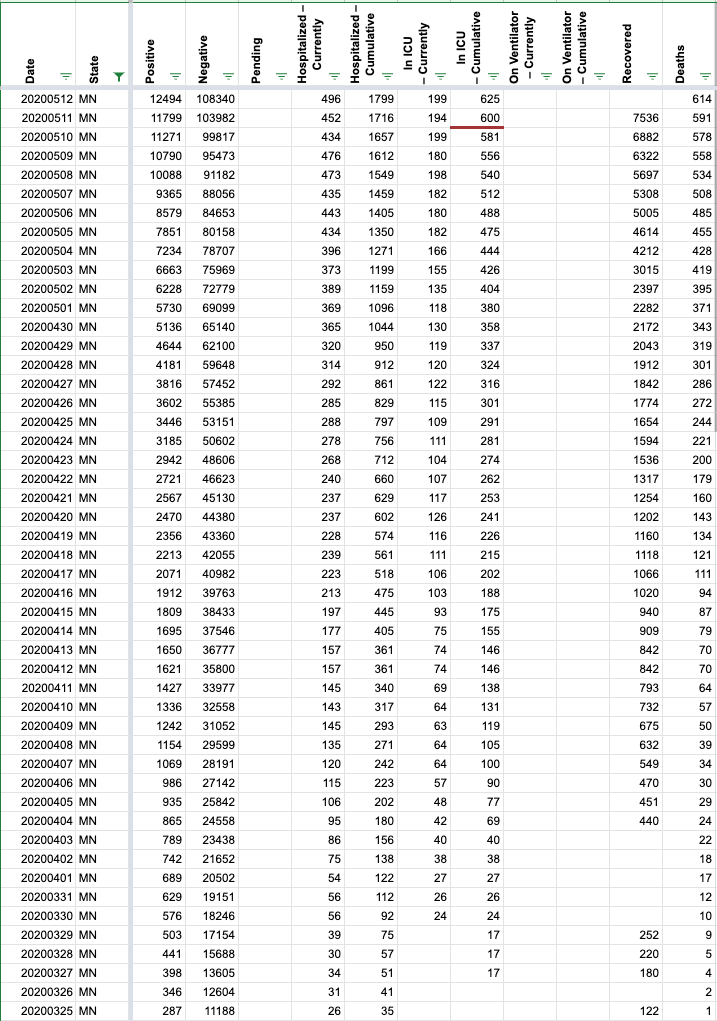 Date State Positive Negative Pending Hospitalized – Currently Hospitalized – Cumulative In ICU – Currently In ICU – Cumulative On Ventilator – Currently On Ventilator – Cumulative Recovered Deaths
20200512 MN 12494 108340 496 1799 199 625 614
20200511 MN 11799 103982 452 1716 194 600 7536 591
20200510 MN 11271 99817 434 1657 199 581 6882 578
20200509 MN 10790 95473 476 1612 180 556 6322 558
20200508 MN 10088 91182 473 1549 198 540 5697 534
20200507 MN 9365 88056 435 1459 182 512 5308 508
20200506 MN 8579 84653 443 1405 180 488 5005 485
20200505 MN 7851 80158 434 1350 182 475 4614 455
20200504 MN 7234 78707 396 1271 166 444 4212 428
20200503 MN 6663 75969 373 1199 155 426 3015 419
20200502 MN 6228 72779 389 1159 135 404 2397 395
20200501 MN 5730 69099 369 1096 118 380 2282 371
20200430 MN 5136 65140 365 1044 130 358 2172 343
20200429 MN 4644 62100 320 950 119 337 2043 319
20200428 MN 4181 59648 314 912 120 324 1912 301
20200427 MN 3816 57452 292 861 122 316 1842 286
20200426 MN 3602 55385 285 829 115 301 1774 272
20200425 MN 3446 53151 288 797 109 291 1654 244
20200424 MN 3185 50602 278 756 111 281 1594 221
20200423 MN 2942 48606 268 712 104 274 1536 200
20200422 MN 2721 46623 240 660 107 262 1317 179
20200421 MN 2567 45130 237 629 117 253 1254 160
20200420 MN 2470 44380 237 602 126 241 1202 143
20200419 MN 2356 43360 228 574 116 226 1160 134
20200418 MN 2213 42055 239 561 111 215 1118 121
20200417 MN 2071 40982 223 518 106 202 1066 111
20200416 MN 1912 39763 213 475 103 188 1020 94
20200415 MN 1809 38433 197 445 93 175 940 87
20200414 MN 1695 37546 177 405 75 155 909 79
20200413 MN 1650 36777 157 361 74 146 842 70
20200412 MN 1621 35800 157 361 74 146 842 70
20200411 MN 1427 33977 145 340 69 138 793 64
20200410 MN 1336 32558 143 317 64 131 732 57
20200409 MN 1242 31052 145 293 63 119 675 50
20200408 MN 1154 29599 135 271 64 105 632 39
20200407 MN 1069 28191 120 242 64 100 549 34
20200406 MN 986 27142 115 223 57 90 470 30
20200405 MN 935 25842 106 202 48 77 451 29
20200404 MN 865 24558 95 180 42 69 440 24
20200403 MN 789 23438 86 156 40 40 22
20200402 MN 742 21652 75 138 38 38 18
20200401 MN 689 20502 54 122 27 27 17
20200331 MN 629 19151 56 112 26 26 12
20200330 MN 576 18246 56 92 24 24 10
20200329 MN 503 17154 39 75 17 252 9
20200328 MN 441 15688 30 57 17 220 5
20200327 MN 398 13605 34 51 17 180 4
20200326 MN 346 12604 31 41 2
20200325 MN 287 11188 26 35 122 1